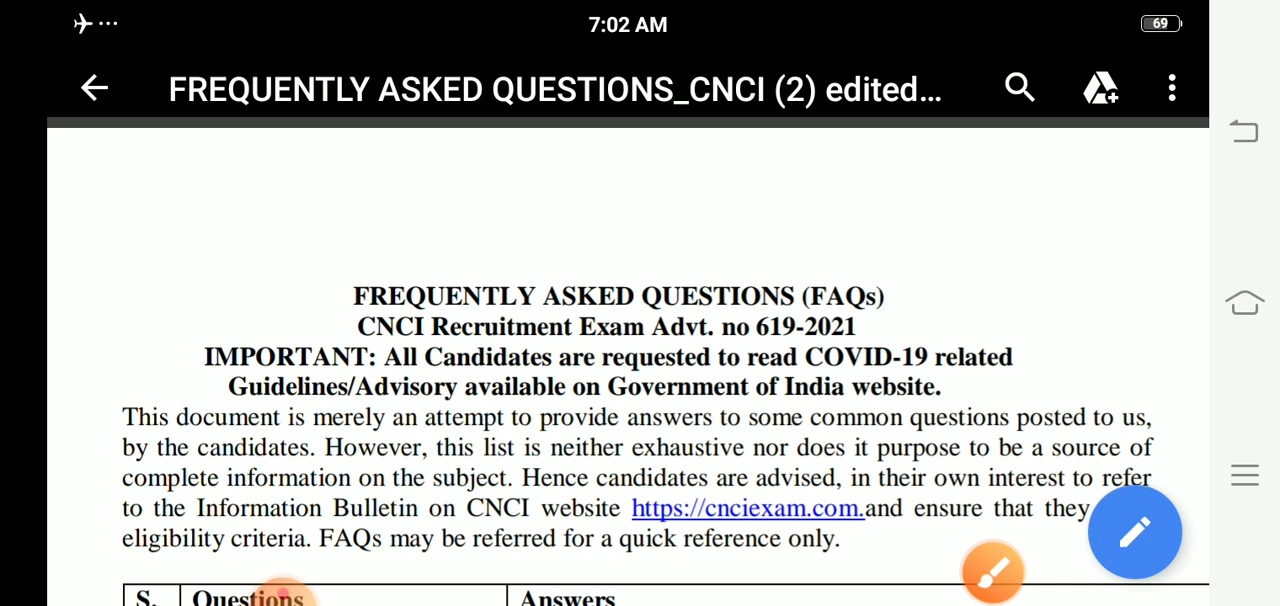 7:02 AM
69
FREQUENTLY ASKED QUESTIONS_CNCI (2) edited...
FREQUENTLY ASKED QUESTIONS (FAQs)
CNCI Recruitment Exam Advt. no 619-2021
IMPORTANT: All Candidates are requested to read COVID-19 related
Guidelines/Advisory available on Government of India website.
This document is merely an attempt to provide answers to some common questions posted to us,
by the candidates. However, this list is neither exhaustive nor does it purpose to be a source of
complete information on the subject. Hence candidates are advised, in their own interest to refer
to the Information Bulletin on CNCI website https://cnciexam.com.and ensure that they
eligibility criteria. FAQs may be referred for a quick reference only.
S. Questions Answers